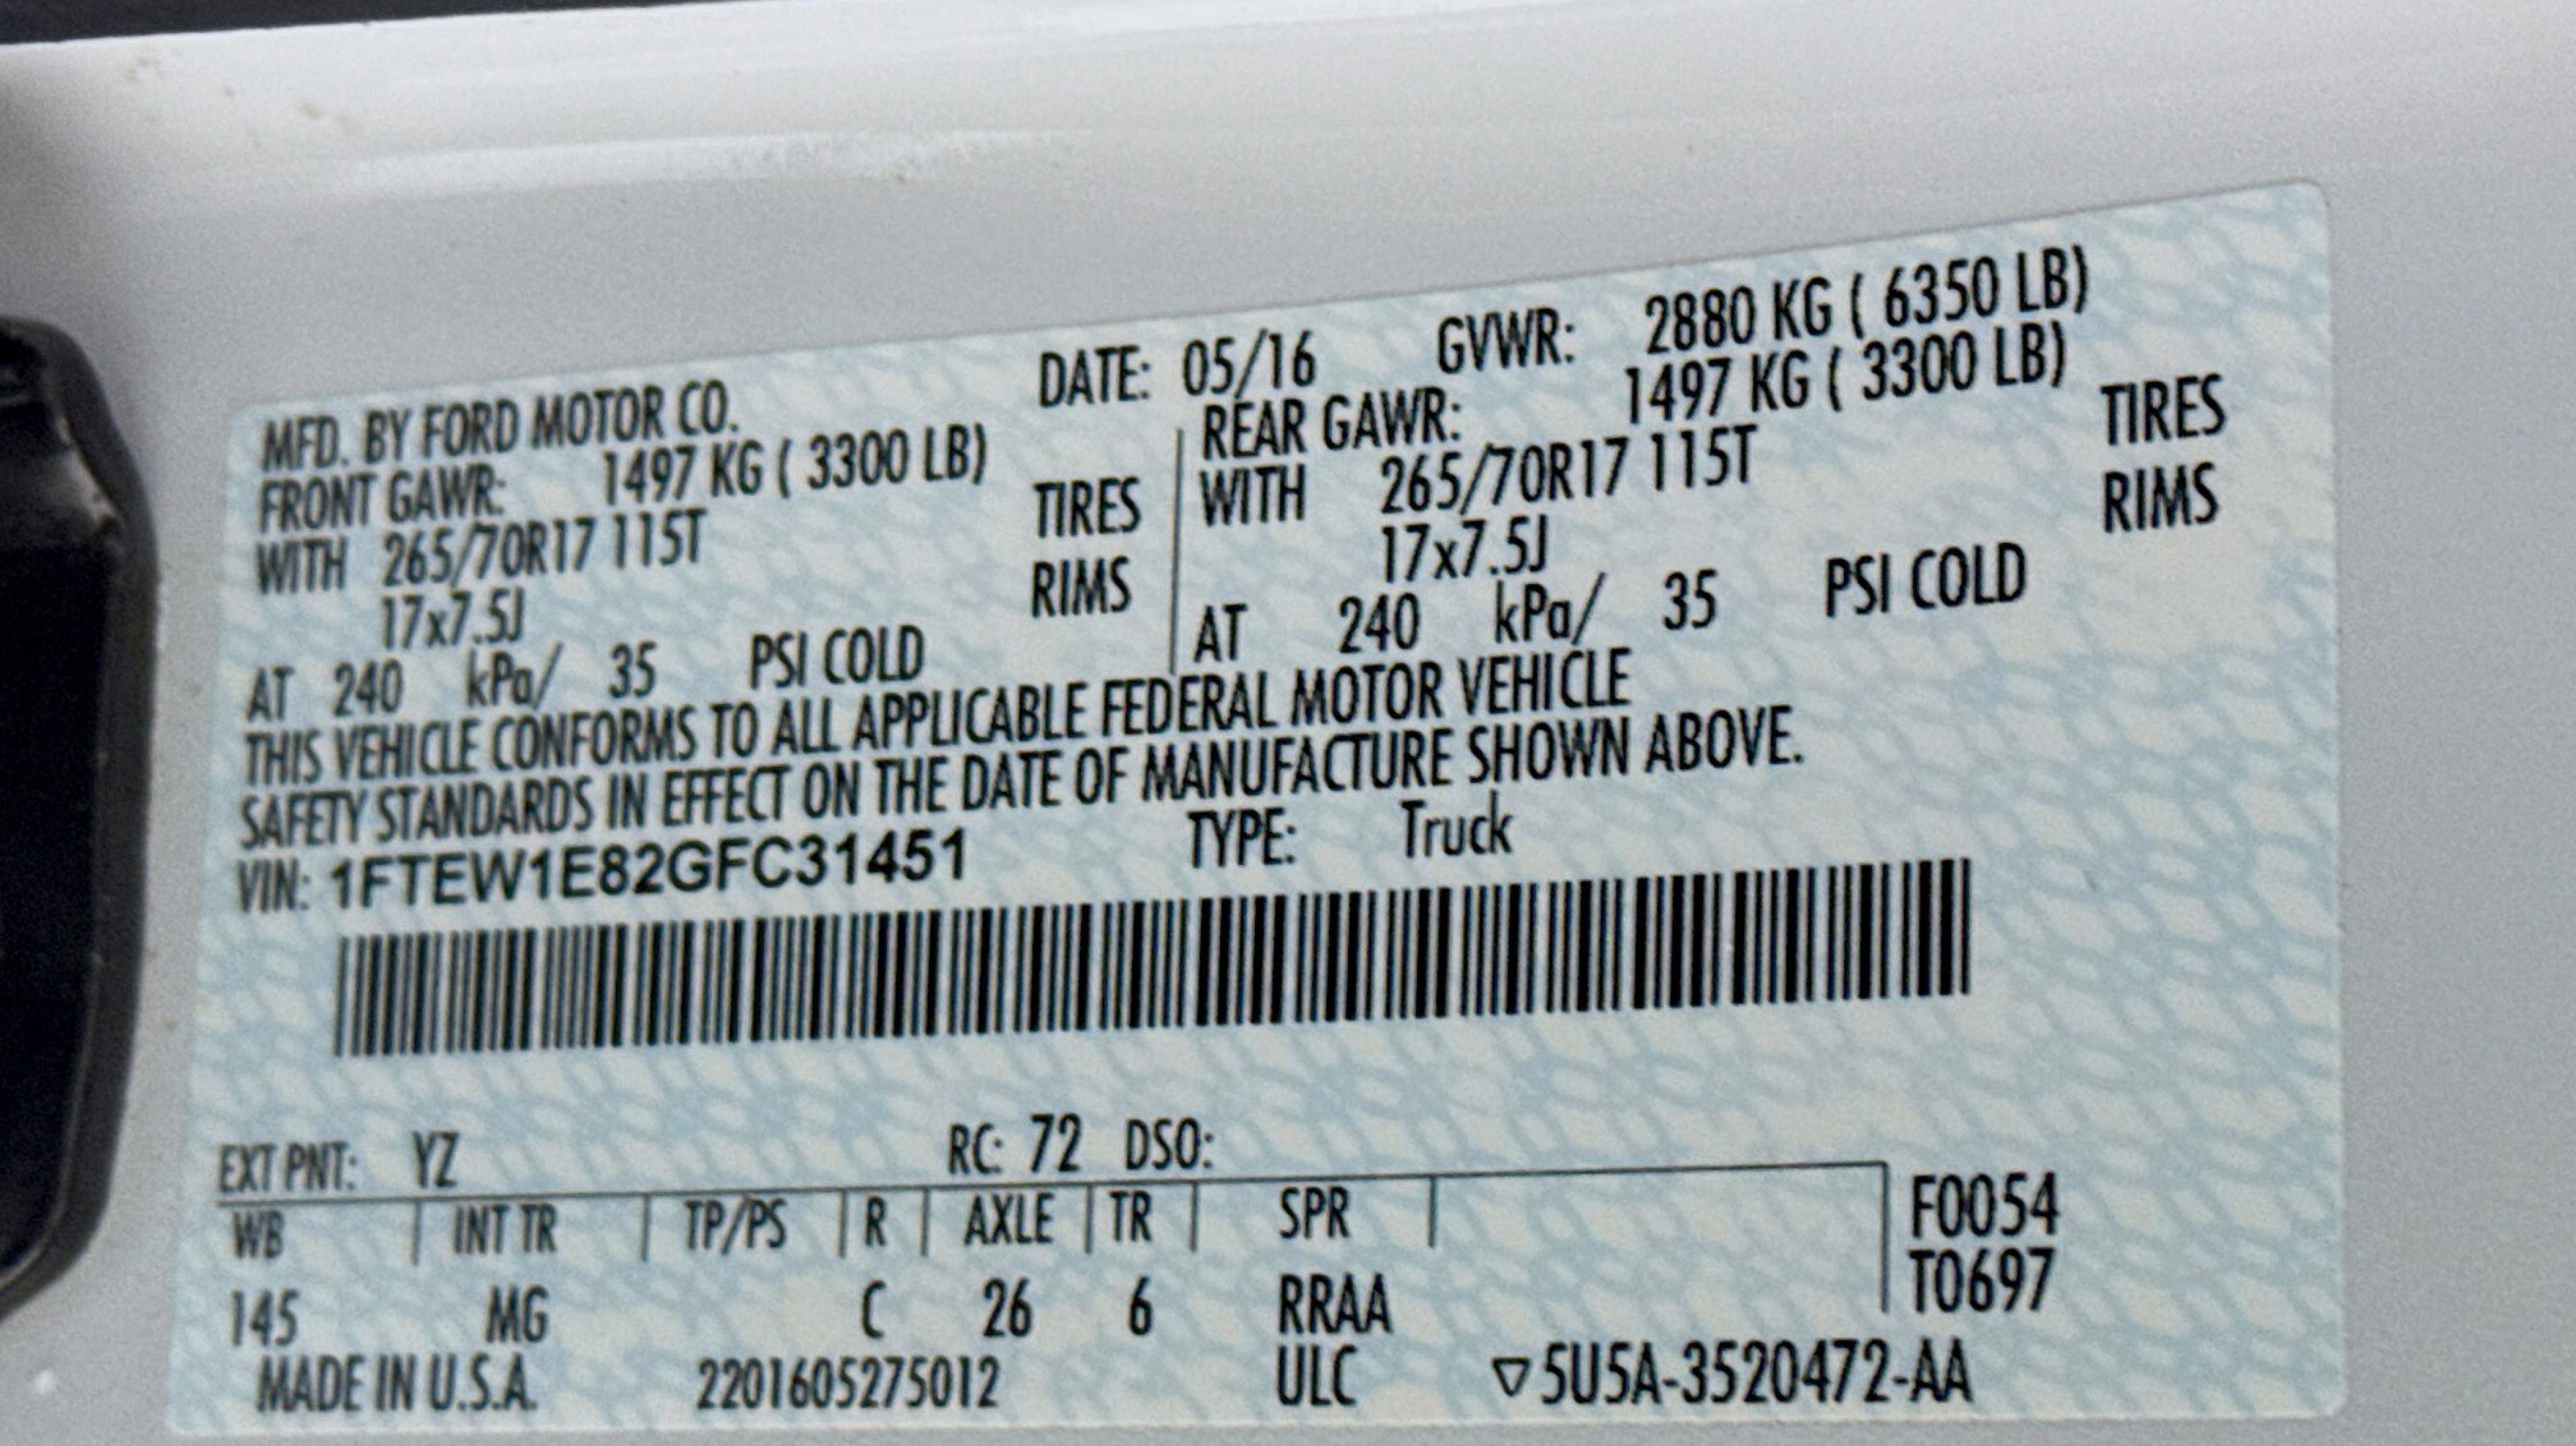 MFD. BY FORD MOTOR CO. DATE: 05/16 GVWR: 2880 KG ( 6350 LB)
FRONT GAWR: 1497 KG ( 3300 LB) REAR GAWR: 1497 KG ( 3300 LB)
WITH 265/70R17 115T TIRES WITH 265/70R17 115T TIRES
17x7.5J RIMS 17x7.5J RIMS
AT 240 kPa/ 35 PSI COLD AT 240 kPa/ 35 PSI COLD
THIS VEHICLE CONFORMS TO ALL APPLICABLE FEDERAL MOTOR VEHICLE
SAFETY STANDARDS IN EFFECT ON THE DATE OF MANUFACTURE SHOWN ABOVE.
VIN: 1FTEW1E82GFC31451 TYPE: Truck
EXT PNT: YZ RC: 72 DSO:
WB INT TR TP/PS R AXLE TR SPR F0054
T0697
145 MG C 26 6 RRAA
MADE IN U.S.A. 2201605275012 ULC ▽5U5A-3520472-AA